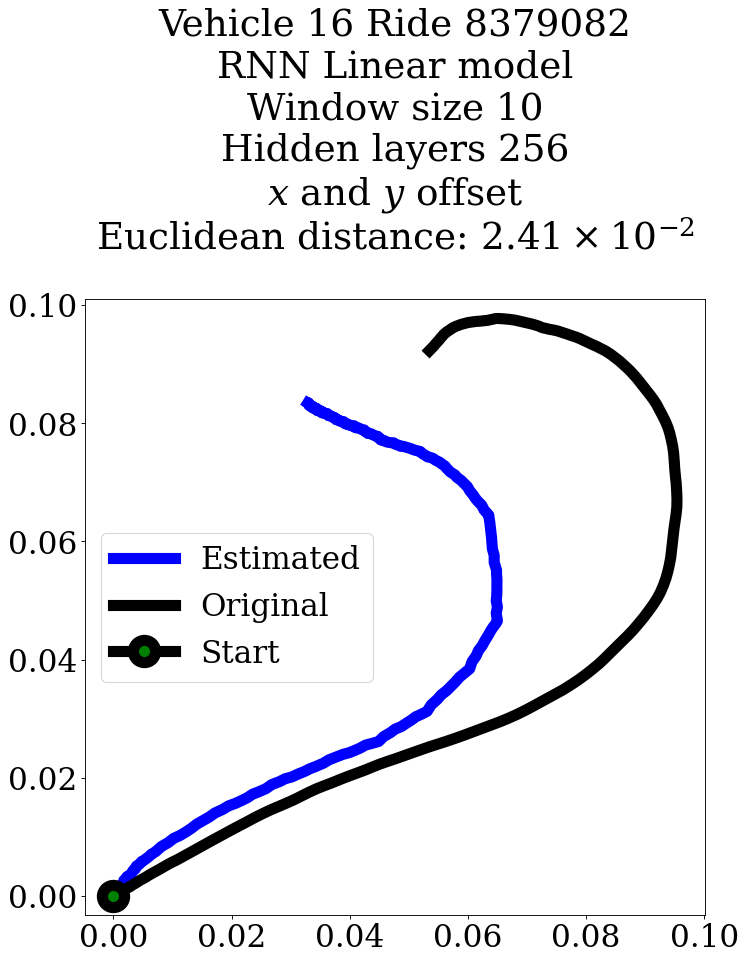 Vehicle 16 Ride 8379082
RNN Linear model
Window size 10
Hidden layers 256
x and y offset
Euclidean distance: 2.41 × 10⁻²
0.10
0.08
0.06
0.04
0.02
0.00
Estimated
Original
Start
0.00 0.02 0.04 0.06 0.08 0.10